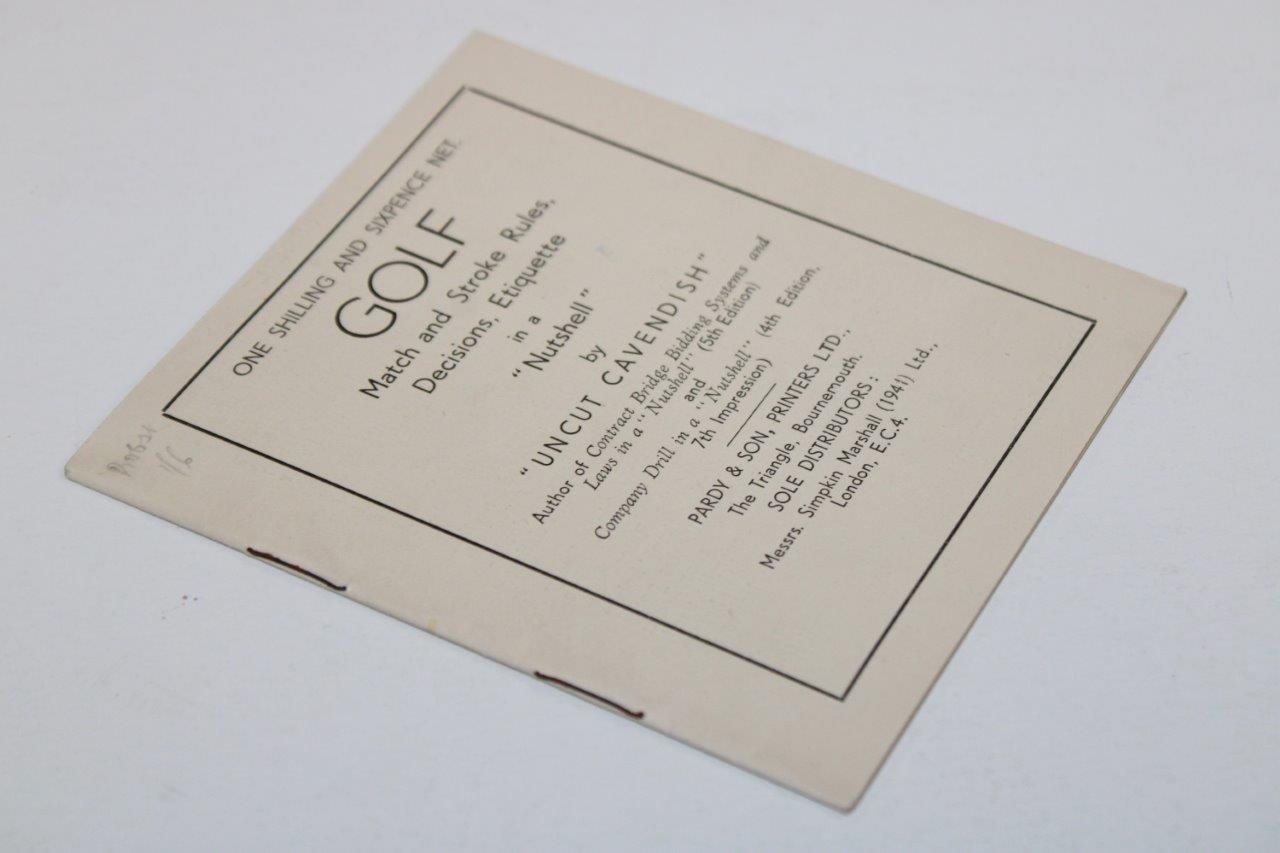 ONE SHILLING AND SIXPENCE NET.
GOLF
Match and Stroke Rules,
Decisions, Etiquette
in a
"Nutshell"
by
"UNCUT CAVENDISH"
Author of Contract Bridge Bidding Systems and
Laws in a "Nutshell" (5th Edition)
and
Company Drill in a "Nutshell" (4th Edition,
7th Impression)
PARDY & SON, PRINTERS LTD.,
The Triangle, Bournemouth.
SOLE DISTRIBUTORS:
Messrs. Simpkin Marshall (1941) Ltd.,
London, E.C.4.
1/6